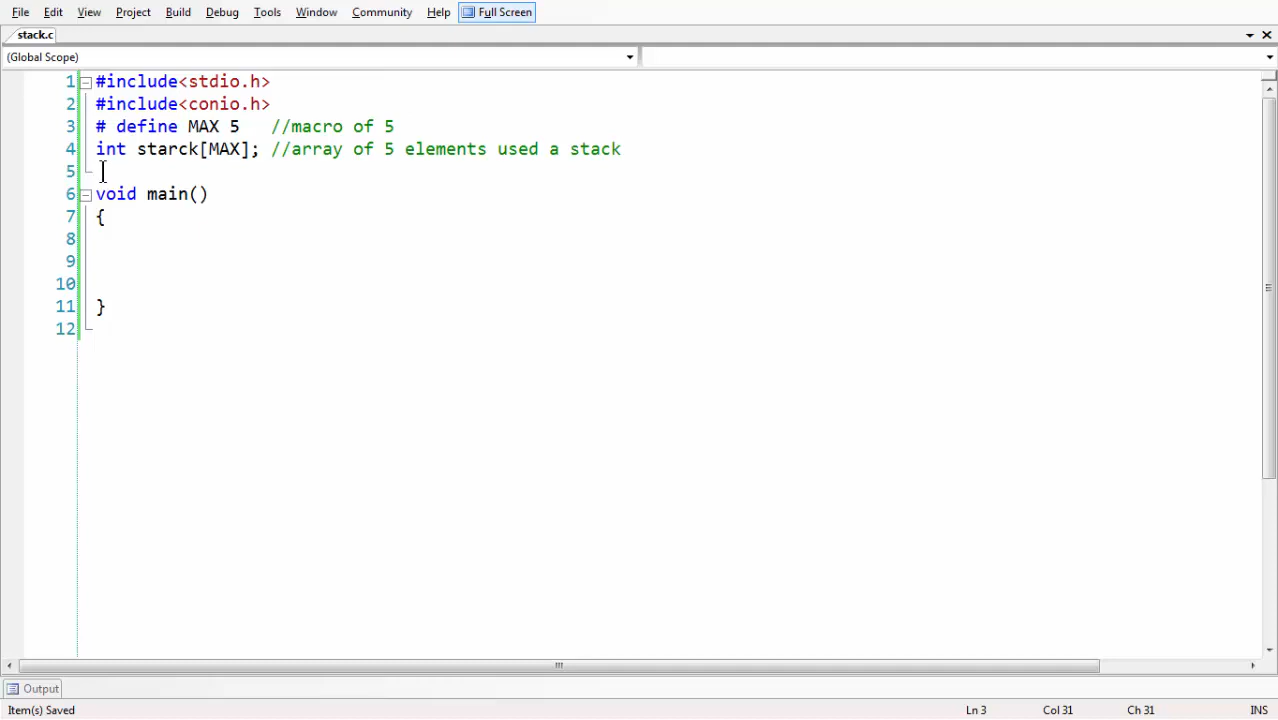 File Edit View Project Build Debug Tools Window Community Help Full Screen
stack.c
(Global Scope)
1 #include<stdio.h>
2 #include<conio.h>
3 # define MAX 5   //macro of 5
4 int starck[MAX]; //array of 5 elements used a stack
5
6 void main()
7 {
8
9
10
11 }
12
Output
Item(s) Saved Ln 3 Col 31 Ch 31 INS